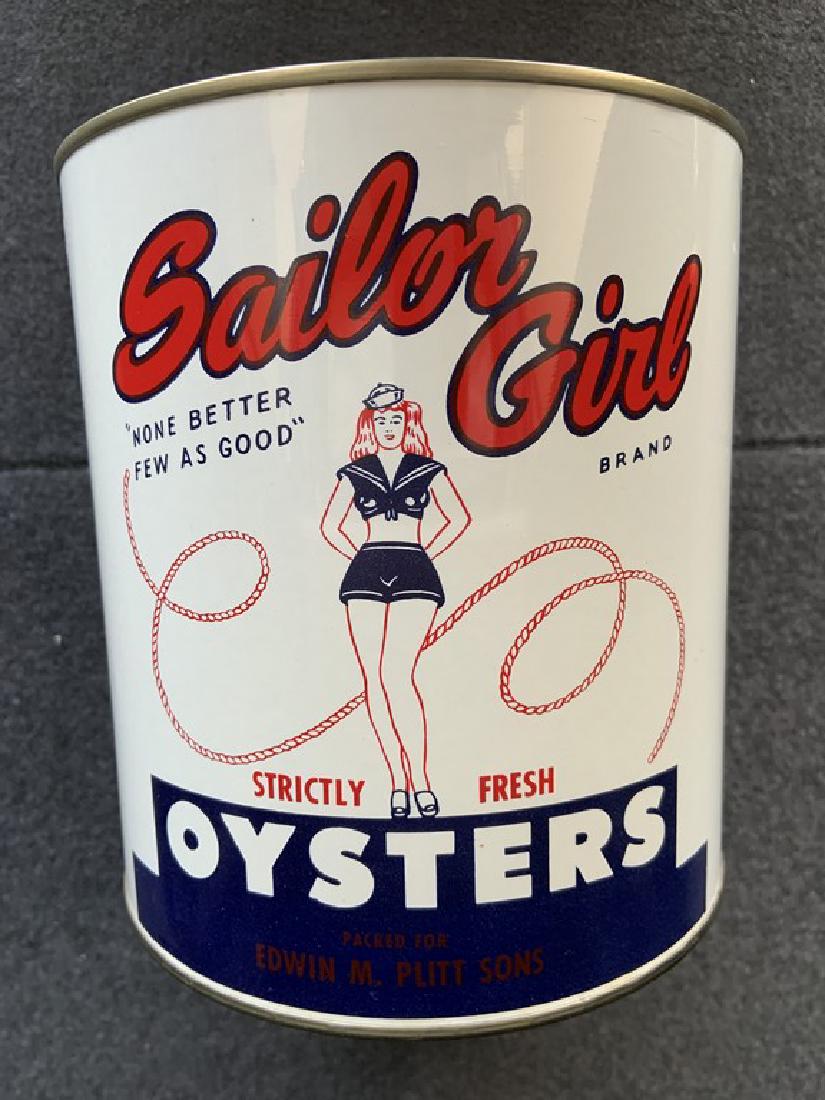 Sailor
Girl
"NONE BETTER
FEW AS GOOD"
BRAND
STRICTLY FRESH
OYSTERS
PACKED FOR
EDWIN M. PLITT SONS